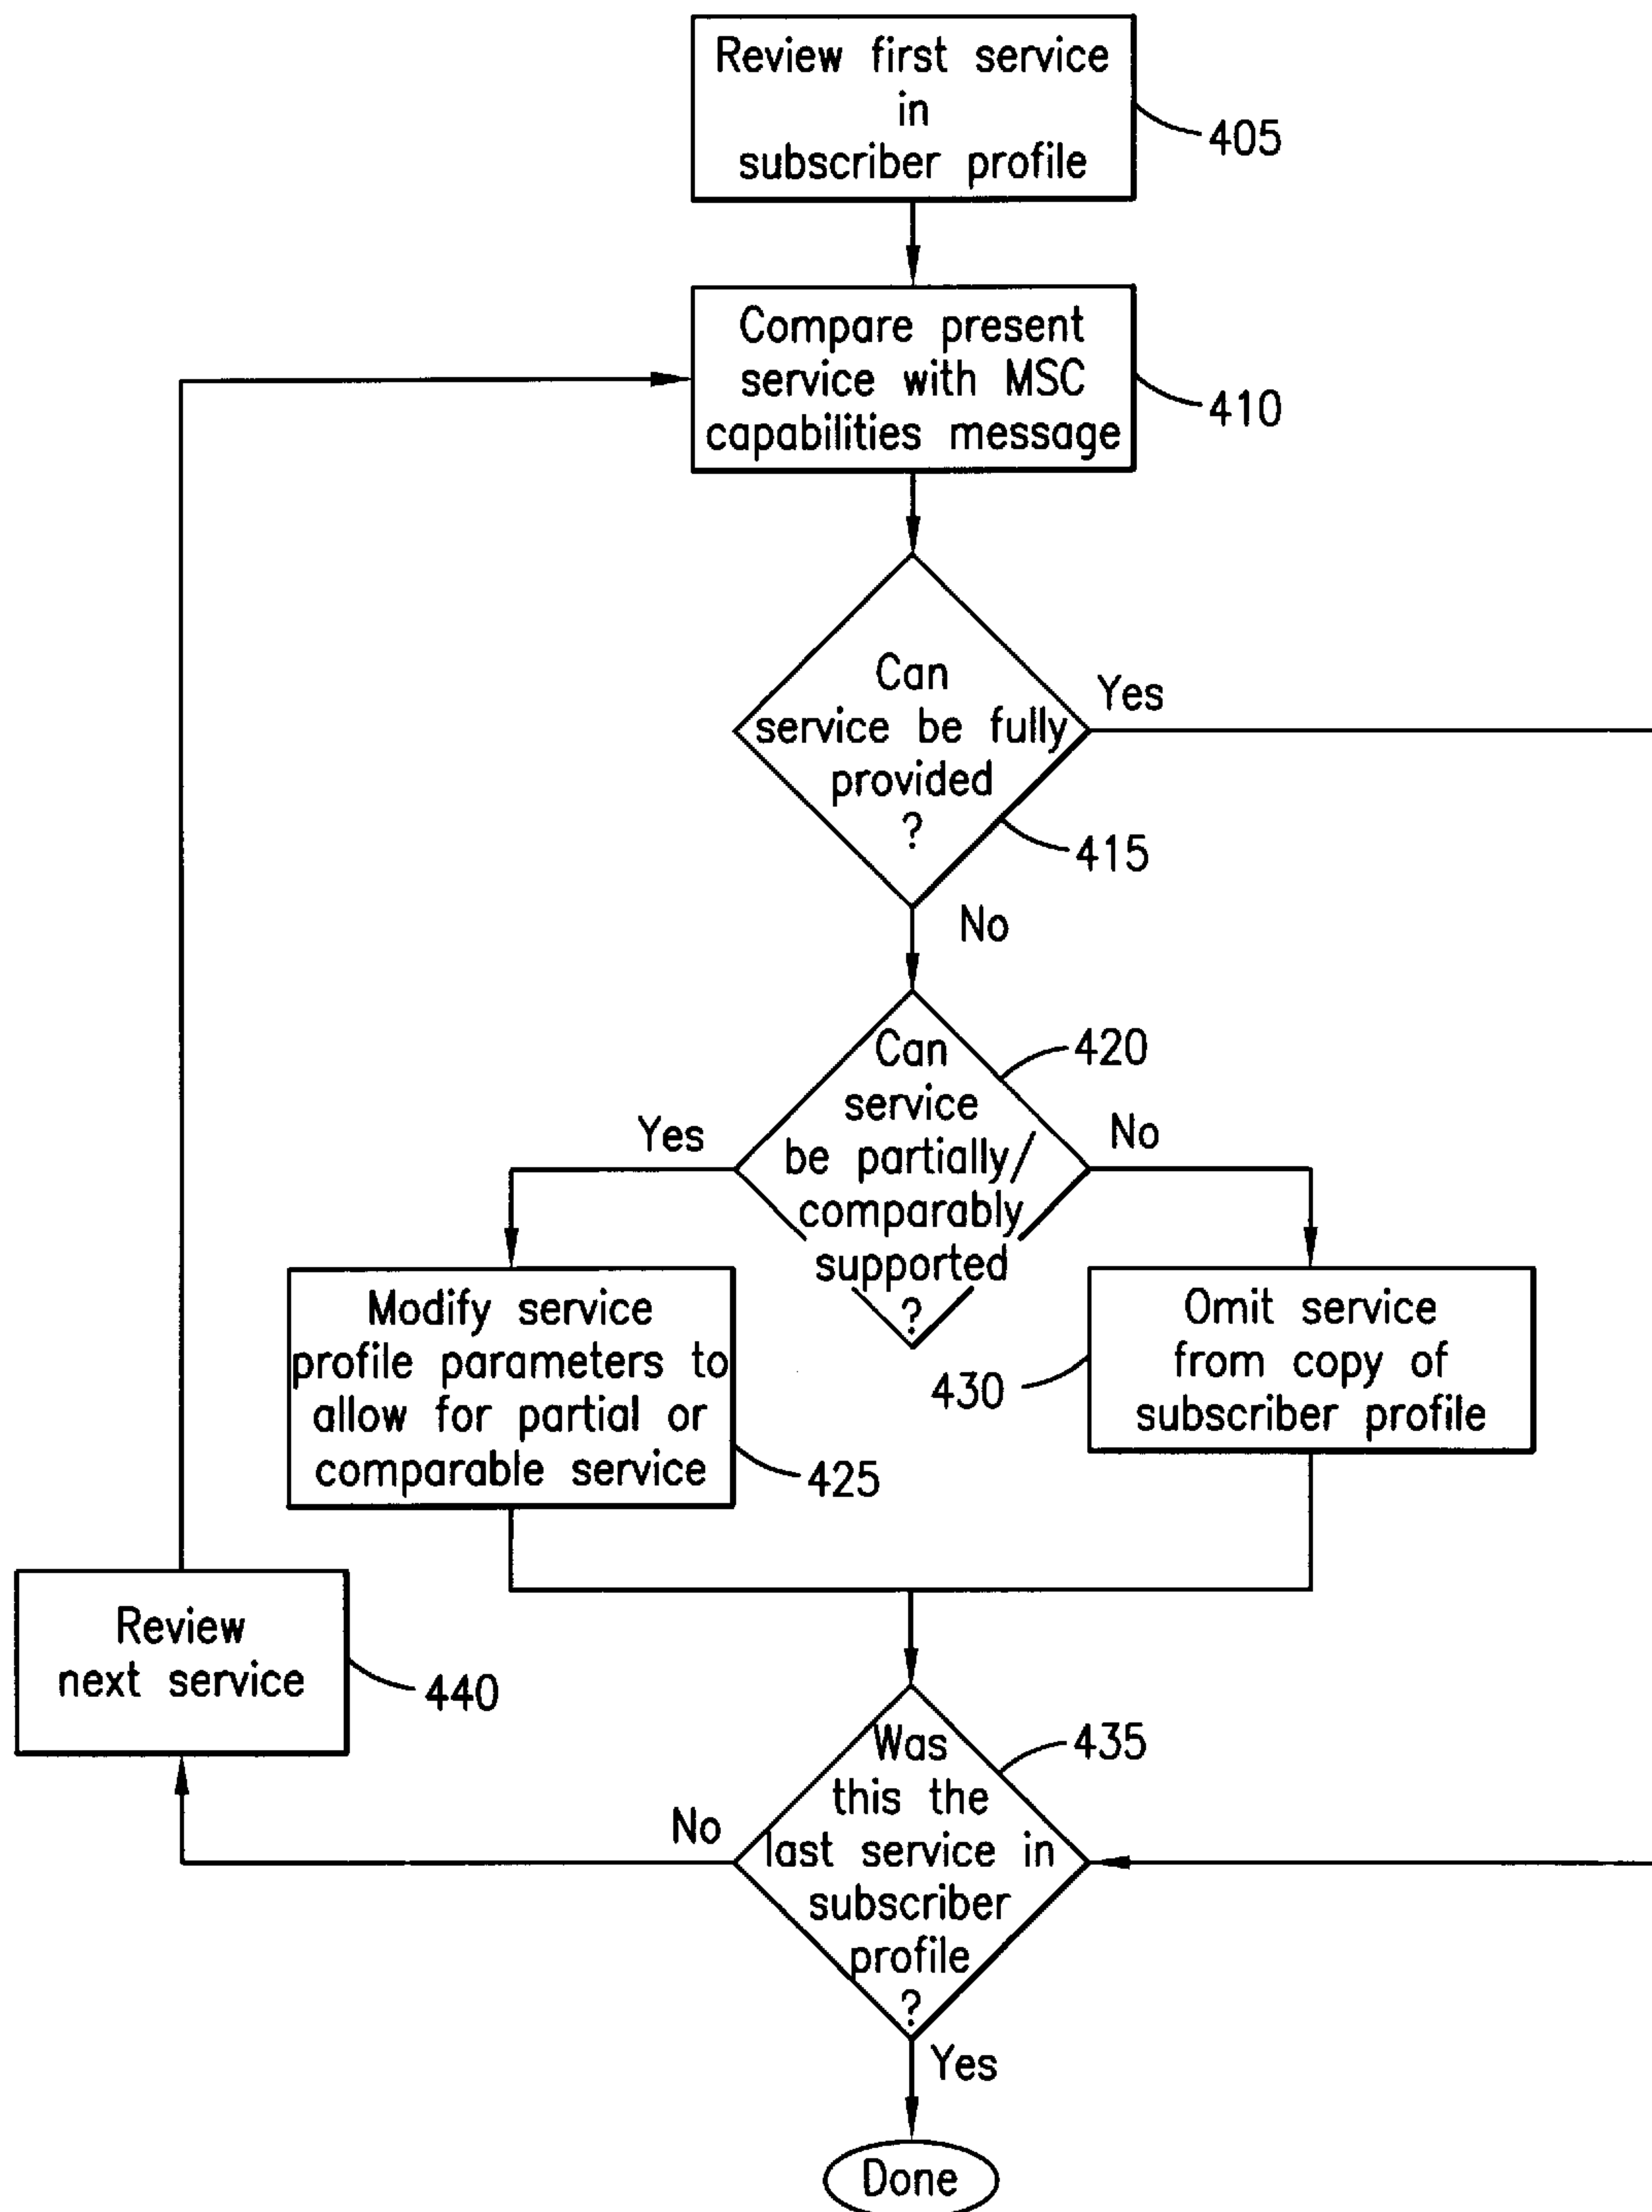 Review first service
in
subscriber profile
405
Compare present
service with MSC
capabilities message
410
Can
service be fully
provided
?
Yes
415
No
Can
service
be partially/
comparably
supported
?
420
Yes
No
Modify service
profile parameters to
allow for partial or
comparable service
425
Omit service
from copy of
subscriber profile
430
Review
next service
440
Was
this the
last service in
subscriber
profile
?
435
No
Yes
Done